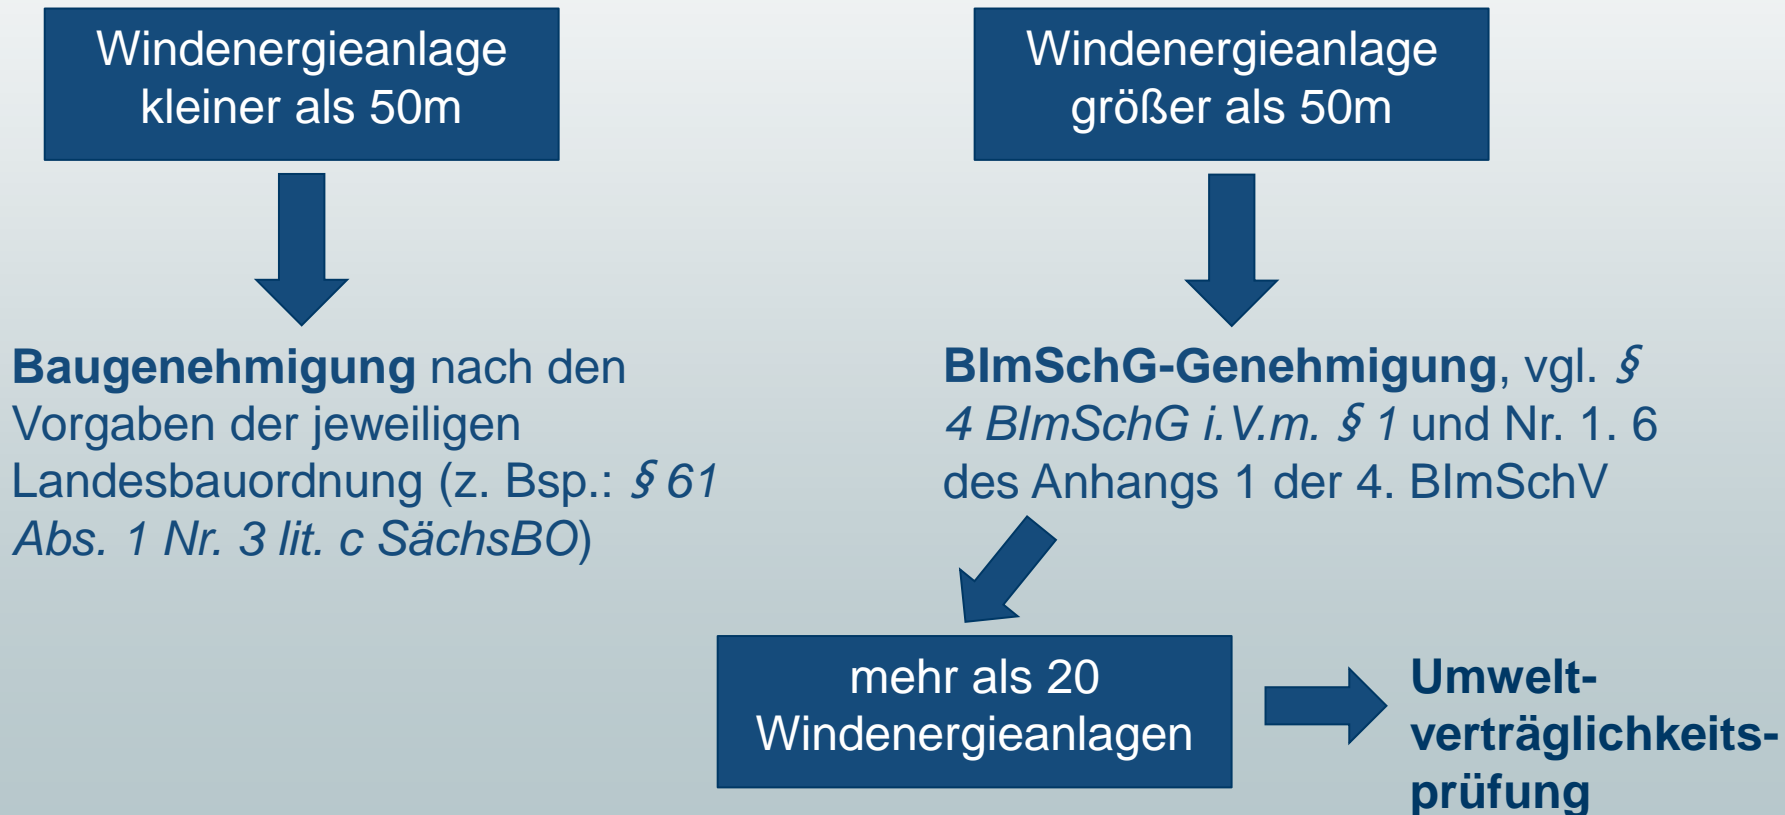 Windenergieanlage
kleiner als 50m
Windenergieanlage
größer als 50m
Baugenehmigung nach den
Vorgaben der jeweiligen
Landesbauordnung (z. Bsp.: § 61
Abs. 1 Nr. 3 lit. c SächsBO)
BImSchG-Genehmigung, vgl. §
4 BImSchG i.V.m. § 1 und Nr. 1. 6
des Anhangs 1 der 4. BImSchV
mehr als 20
Windenergieanlagen
Umwelt-
verträglichkeits-
prüfung